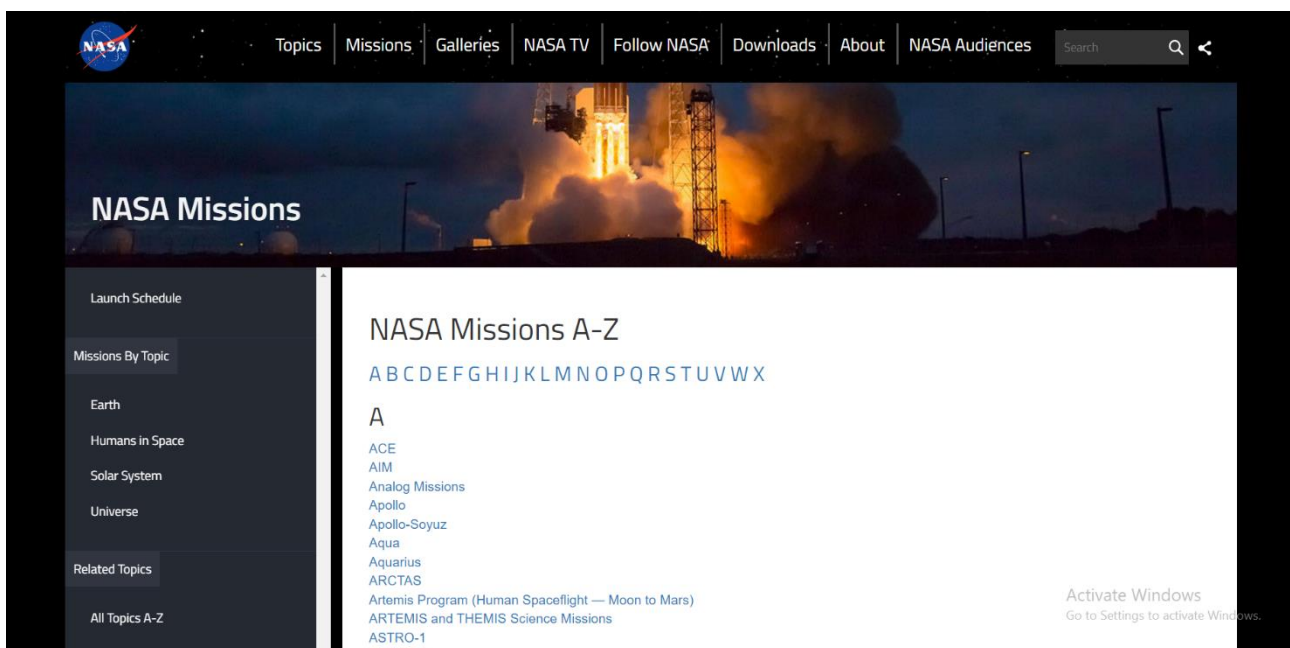 NASA
Topics Missions Galleries NASA TV Follow NASA Downloads About NASA Audiences Search
NASA Missions
Launch Schedule
Missions By Topic
Earth
Humans in Space
Solar System
Universe
Related Topics
All Topics A-Z
NASA Missions A-Z
A B C D E F G H I J K L M N O P Q R S T U V W X
A
ACE
AIM
Analog Missions
Apollo
Apollo-Soyuz
Aqua
Aquarius
ARCTAS
Artemis Program (Human Spaceflight — Moon to Mars)
ARTEMIS and THEMIS Science Missions
ASTRO-1
Activate Windows
Go to Settings to activate Windows.